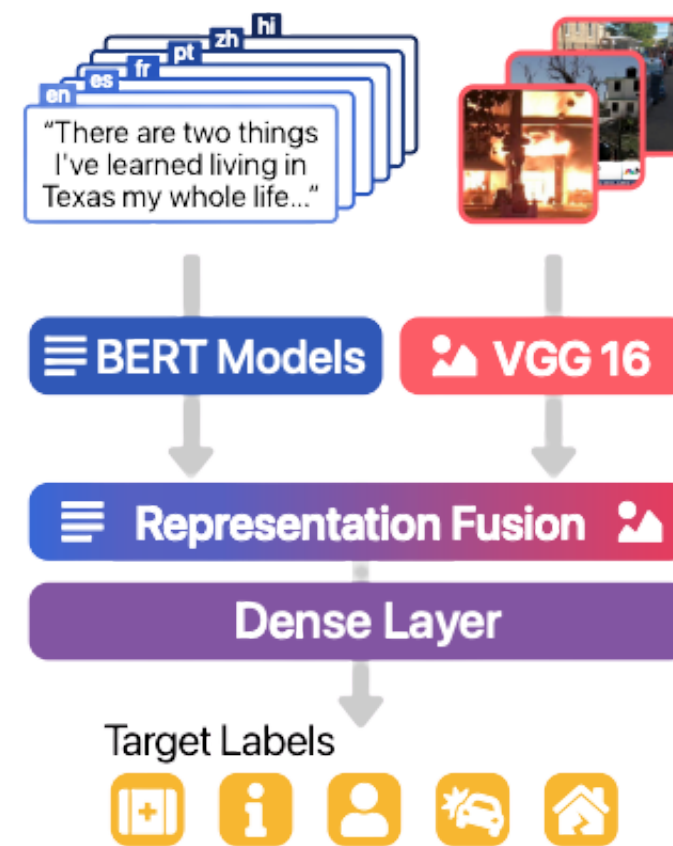 hi
zh
pt
fr
es
en
“There are two things
I've learned living in
Texas my whole life...”
BERT Models
VGG 16
Representation Fusion
Dense Layer
Target Labels